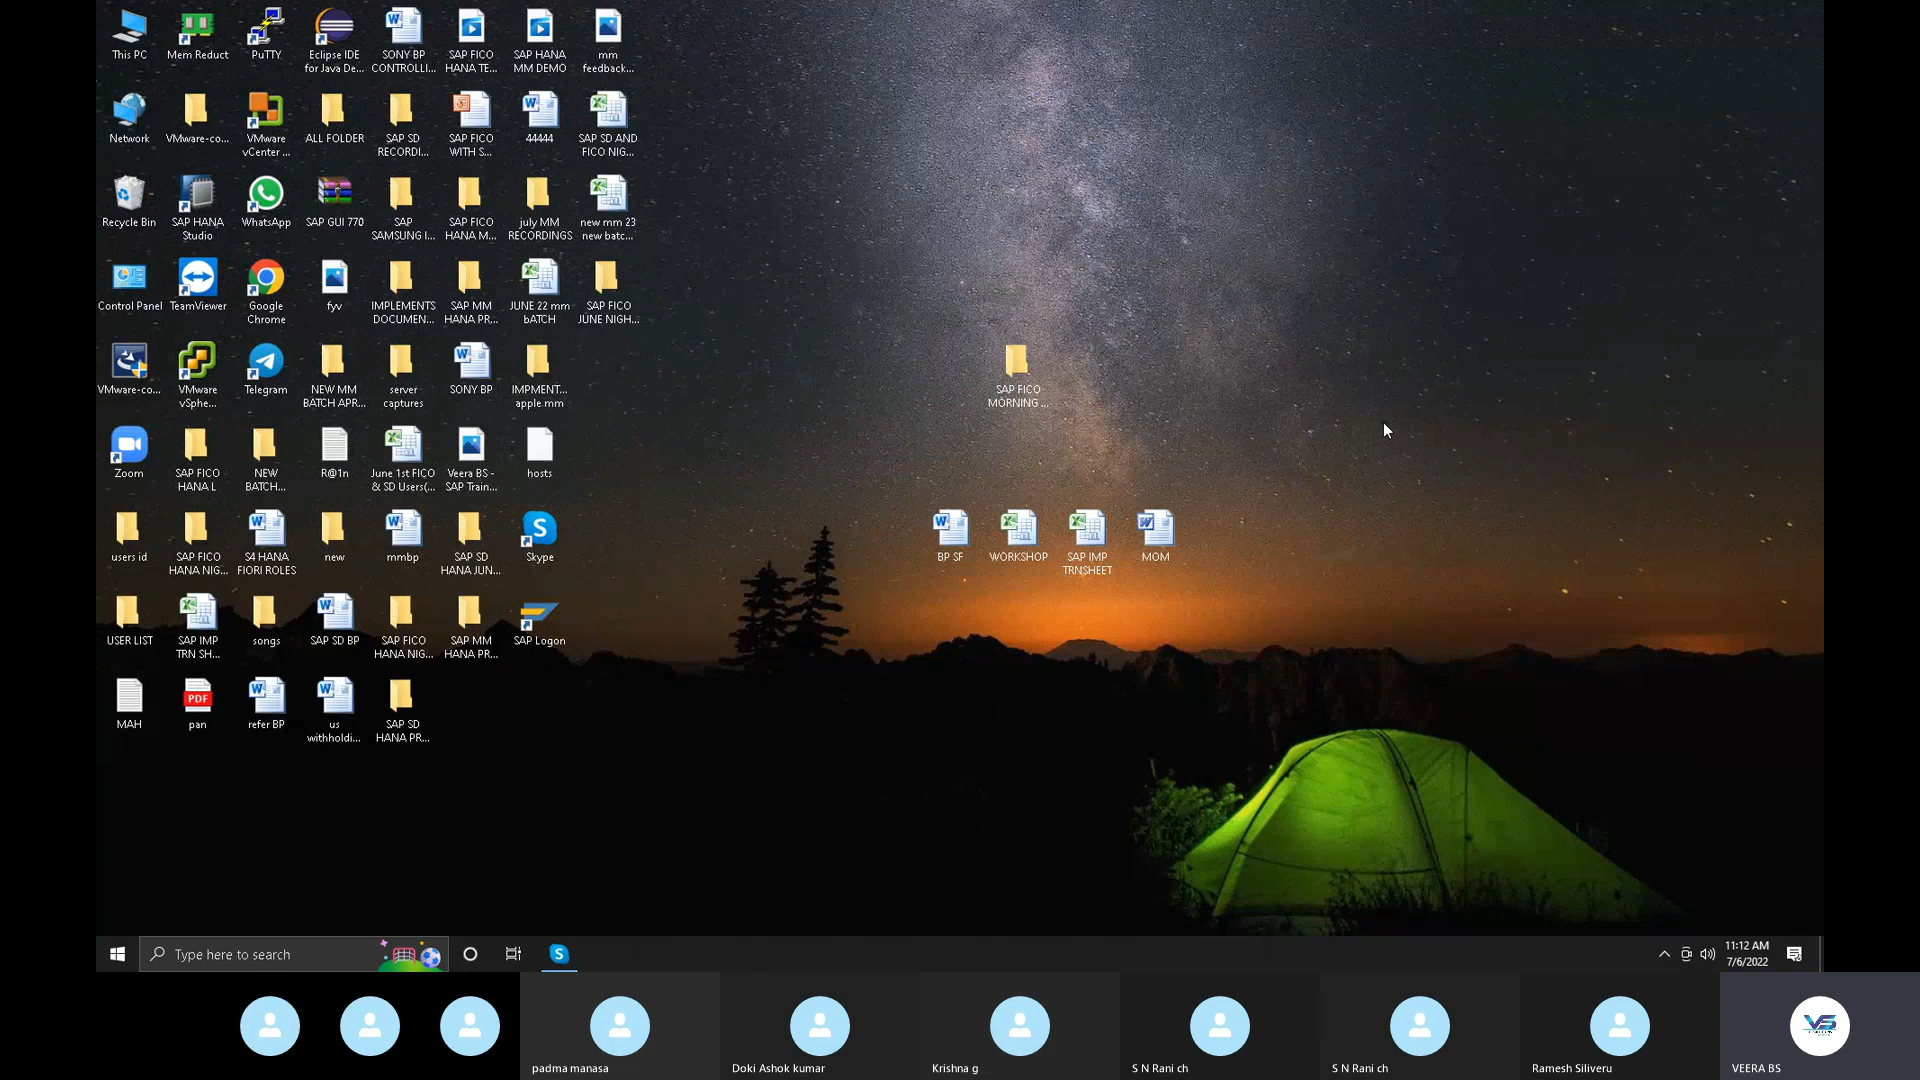 This PC
Mem Reduct
PuTTY
Eclipse IDE
for Java De...
SONY BP
CONTROLLI...
SAP FICO
HANA TE...
SAP HANA
MM DEMO
mm
feedback...
Network
VMware-co...
VMware
vCenter ...
ALL FOLDER
SAP SD
RECORDI...
SAP FICO
WITH S...
44444
SAP SD AND
FICO NIG...
Recycle Bin
SAP HANA
Studio
WhatsApp
SAP GUI 770
SAP
SAMSUNG I...
SAP FICO
HANA M...
july MM
RECORDINGS
new mm 23
new batc...
Control Panel
TeamViewer
Google
Chrome
fyv
IMPLEMENTS
DOCUMEN...
SAP MM
HANA PR...
JUNE 22 mm
bATCH
SAP FICO
JUNE NIGH...
VMware-co...
VMware
vSphe...
Telegram
NEW MM
BATCH APR...
server
captures
SONY BP
IMPMENT...
apple.mm
SAP FICO
MORNING ...
Zoom
SAP FICO
HANA L
NEW
BATCH...
R@1n
June 1st FICO
& SD Users(...
Veera BS -
SAP Train...
hosts
users id
SAP FICO
HANA NIG...
S4 HANA
FIORI ROLES
new
mmbp
SAP SD
HANA JUN...
Skype
BP SF
WORKSHOP
SAP IMP
TRNSHEET
MOM
USER LIST
SAP IMP
TRN SH...
songs
SAP SD BP
SAP FICO
HANA NIG...
SAP MM
HANA PR...
SAP Logon
MAH
PDF
pan
refer BP
us
withholdi...
SAP SD
HANA PR...
Type here to search
11:12 AM
7/6/2022
padma manasa
Doki Ashok kumar
Krishna g
S N Rani ch
S N Rani ch
Ramesh Siliveru
VS
VEERA BS